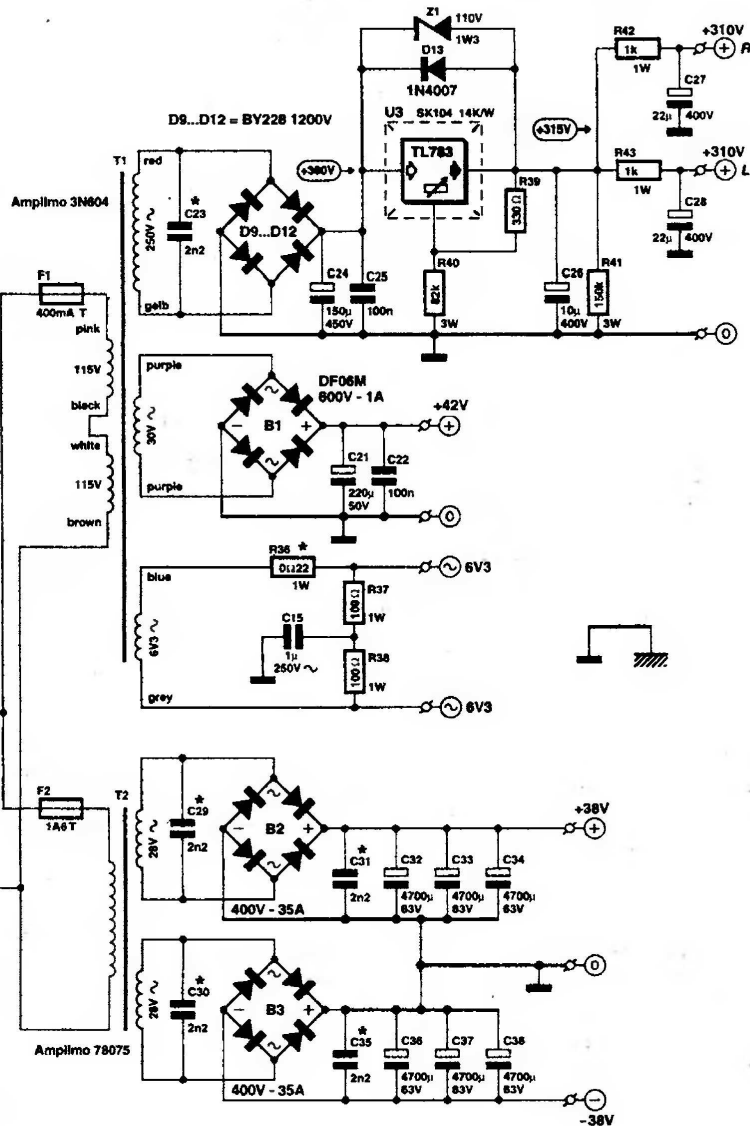 Z1
110V
1W3
D13
1N4007
D9...D12 = BY228 1200V
U3
SK104 14K/W
TL783
+360V
+315V
R42
1k
1W
+310V
R
C27
22µ
400V
R43
1k
1W
+310V
L
C28
22µ
400V
T1
red
Amplimo 3N604
250V ~
C23
*
2n2
D9...D12
gelb
C24
150µ
450V
C25
100n
R39
330 Ω
R40
82k
3W
C26
10µ
400V
R41
150k
3W
0
F1
400mA T
pink
115V
black
white
115V
brown
purple
30V ~
purple
DF06M
600V - 1A
B1
~
~
-
+
C21
220µ
50V
C22
100n
+42V
+
0
blue
6V3 ~
grey
R36
*
0Ω22
1W
R37
100 Ω
1W
C15
1µ
250V ~
R38
100 Ω
1W
~ 6V3
~ 6V3
F2
1A6 T
T2
28V ~
C29
*
2n2
B2
~
~
-
+
400V - 35A
C31
*
2n2
C32
4700µ
63V
C33
4700µ
63V
C34
4700µ
63V
+38V
+
0
28V ~
C30
*
2n2
B3
~
~
-
+
400V - 35A
C35
*
2n2
C36
4700µ
63V
C37
4700µ
63V
C38
4700µ
63V
-
-38V
Amplimo 78075